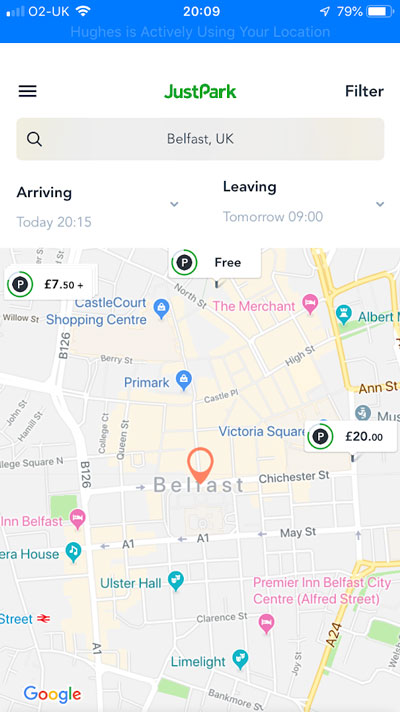 O2-UK 20:09 79%
Hughes is Actively Using Your Location
JustPark Filter
Belfast, UK
Arriving
Today 20:15
Leaving
Tomorrow 09:00
P Free
P £7.50 +
North St
CastleCourt
Shopping Centre
The Merchant
Albert M
Willow St
B126
High St
Berry St
Primark
Ann St
John St
Hamill St
College Ct
Queen St
Castle Pl
Mus
Victoria Squar
P £20.00
College Square N
B126
Chichester St
Belfast
Inn Belfast
A1
May St
era House
A1
Ulster Hall
Premier Inn Belfast City
Centre (Alfred Street)
Street
Clarence St
A24
Limelight
A1
Google
Bankmore St
Welsh S